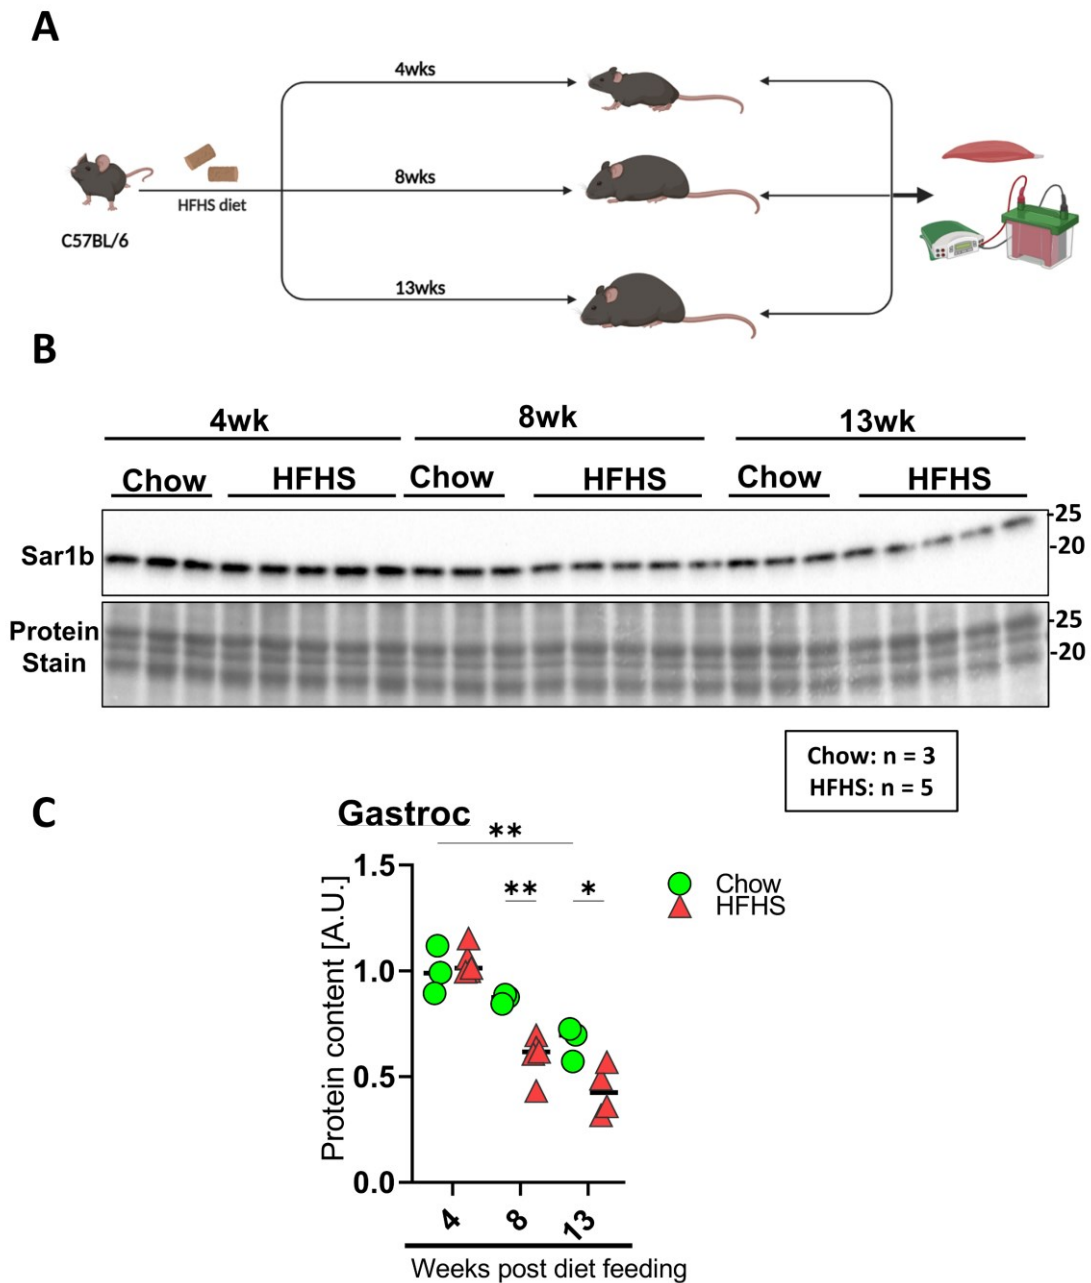 A
4wks
8wks
HFHS diet
C57BL/6
13wks
B
4wk 8wk 13wk
Chow HFHS Chow HFHS Chow HFHS
-25
Sar1b -20
Protein -25
Stain -20
Chow: n = 3
HFHS: n = 5
C
Gastroc
**
** *
1.5
1.0
0.5
0.0
Protein content [A.U.]
Chow
HFHS
4 8 13
Weeks post diet feeding